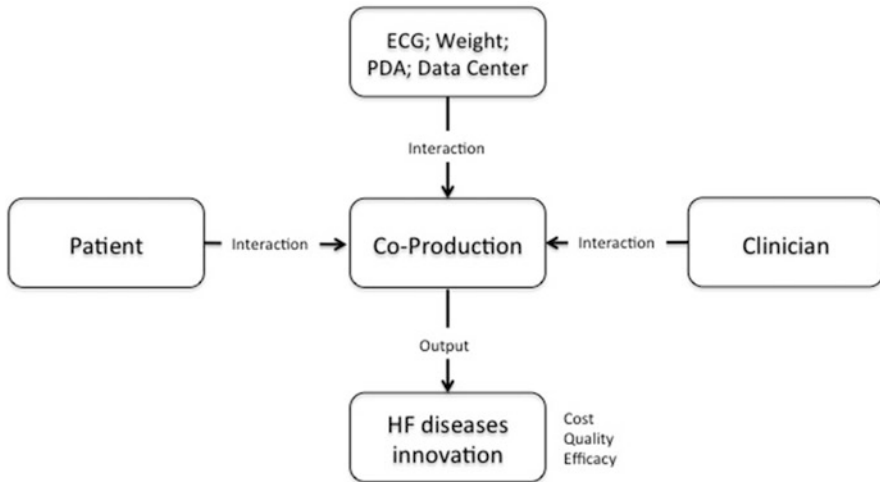 ECG; Weight;
PDA; Data Center
Interaction
Patient
Interaction
Co-Production
Interaction
Clinician
Output
HF diseases
innovation
Cost
Quality
Efficacy